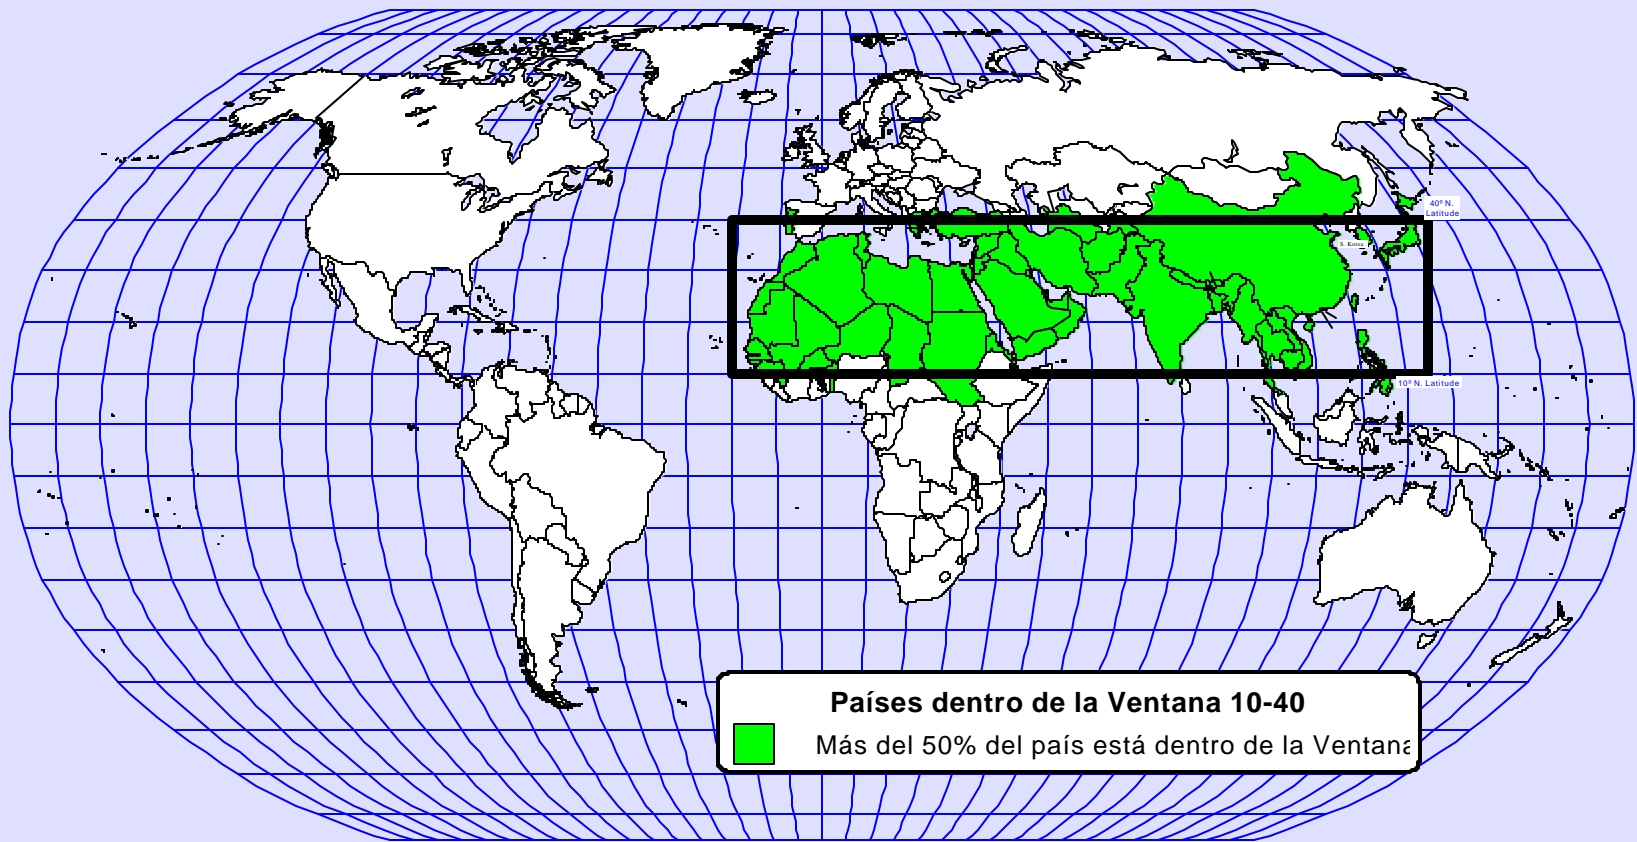 40º N.
Latitude
S. Korea
10º N. Latitude
Países dentro de la Ventana 10-40
Más del 50% del país está dentro de la Ventana